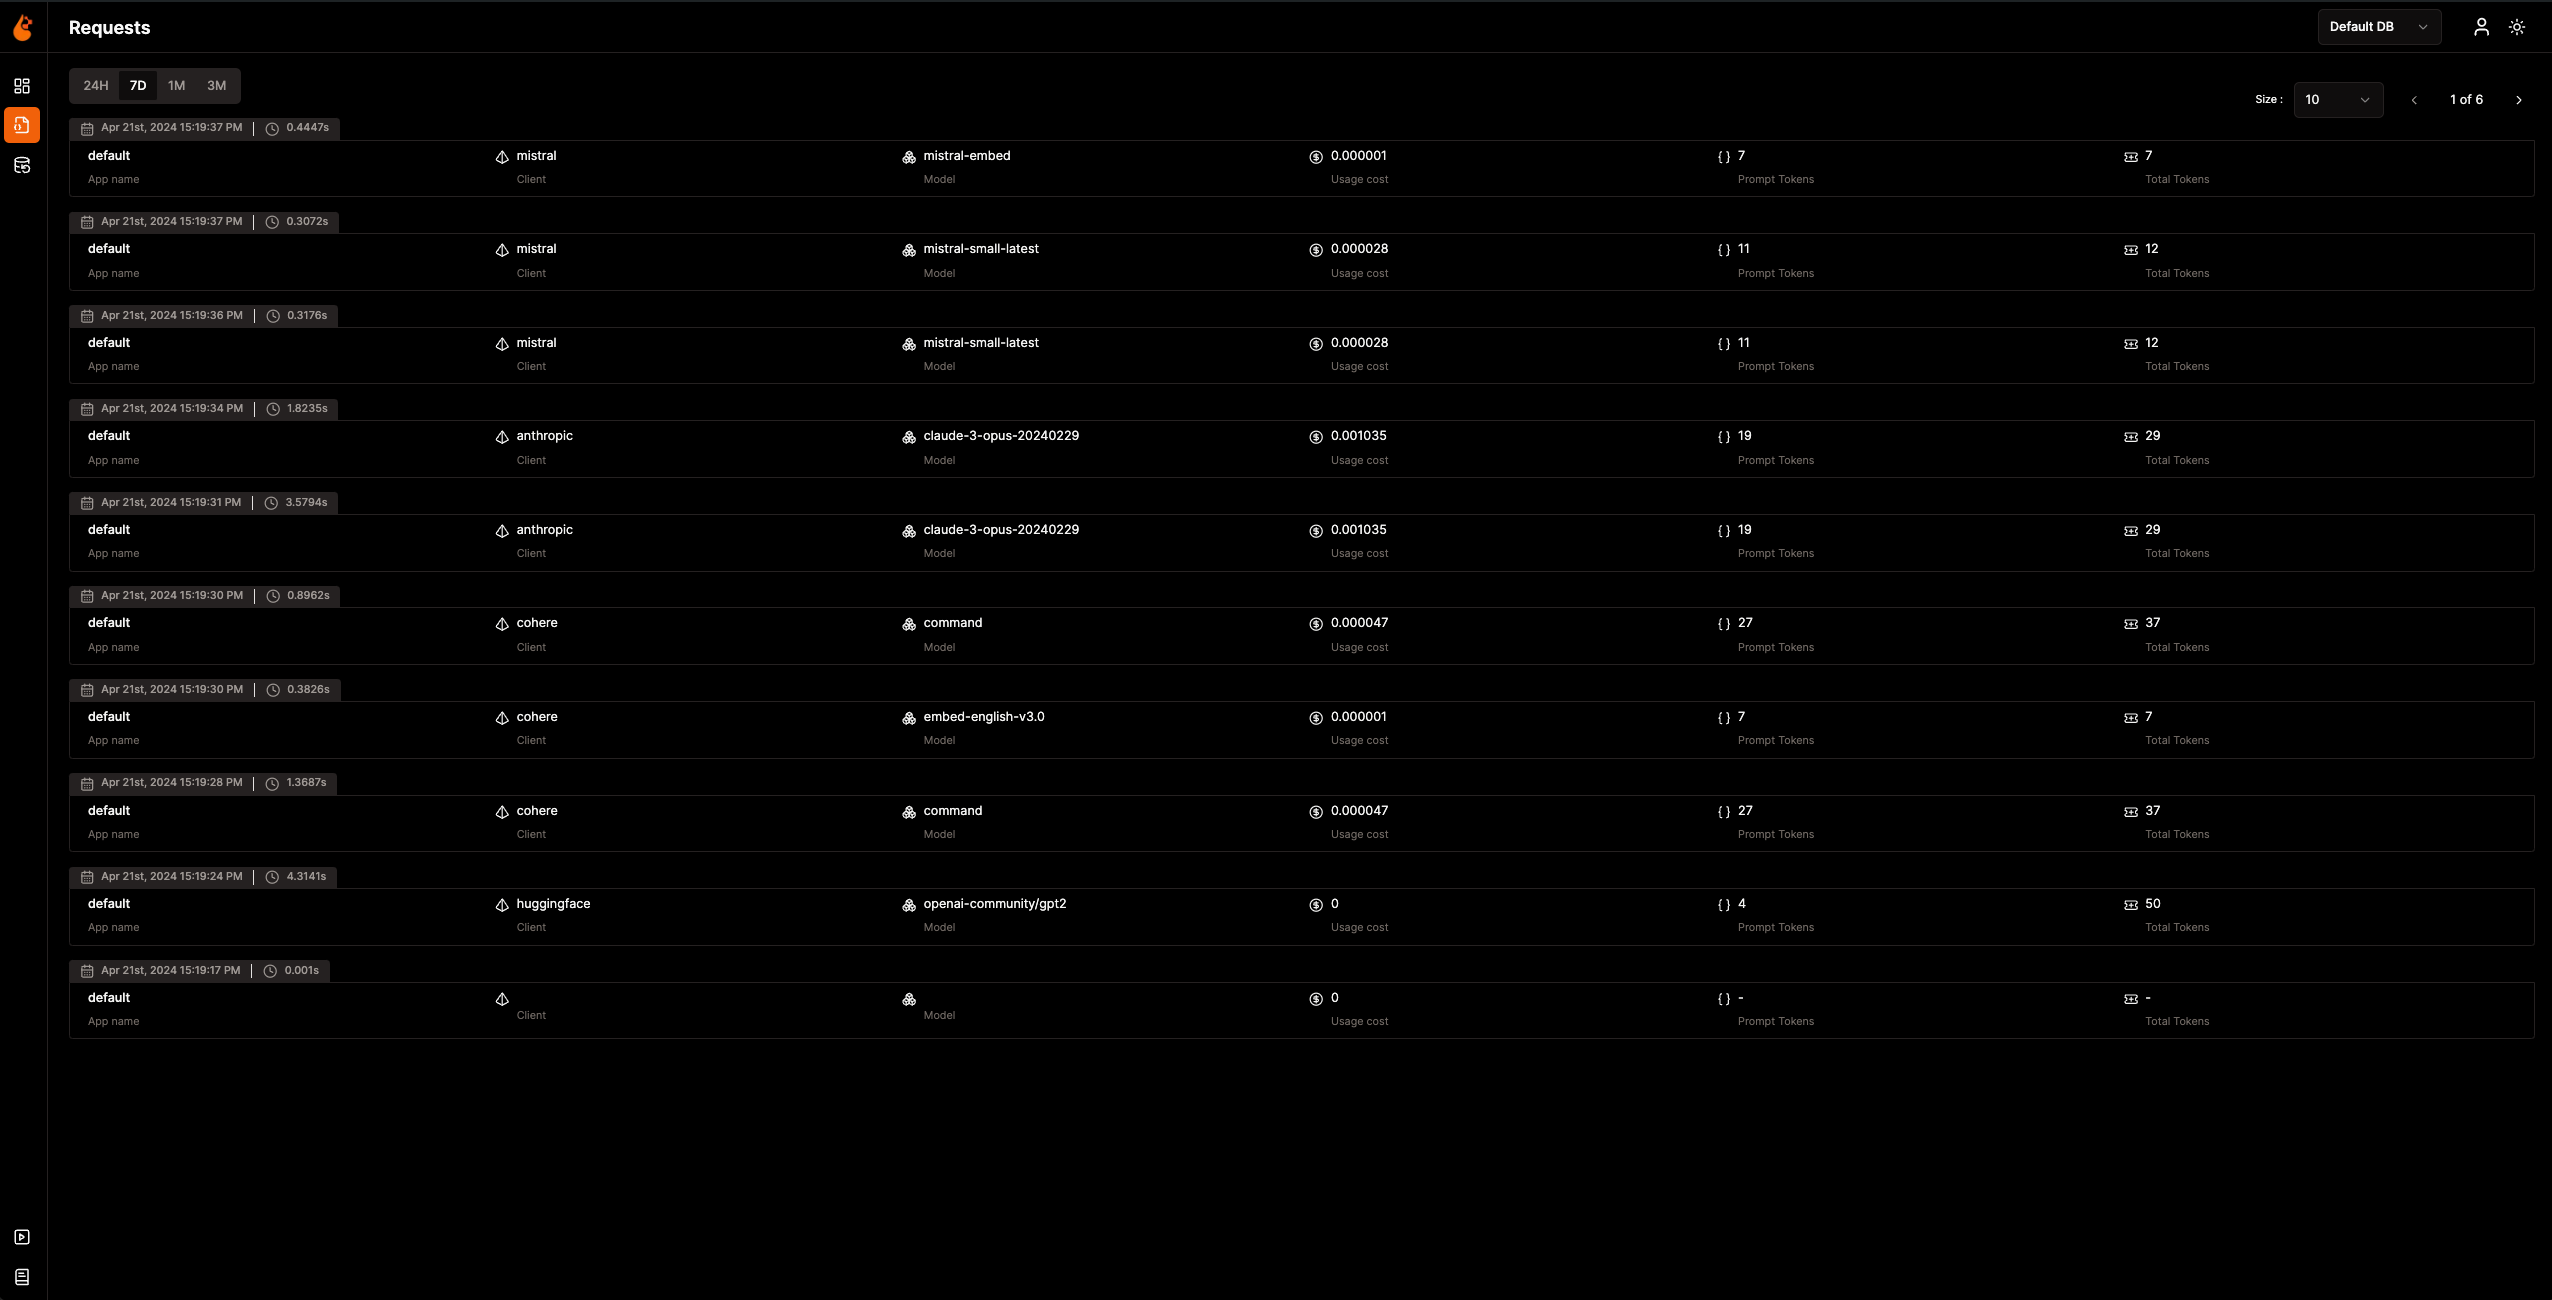 Requests
Default DB
24H 7D 1M 3M
Size : 10 1 of 6
Apr 21st, 2024 15:19:37 PM 0.4447s
default mistral mistral-embed 0.000001 { } 7 7
App name Client Model Usage cost Prompt Tokens Total Tokens
Apr 21st, 2024 15:19:37 PM 0.3072s
default mistral mistral-small-latest 0.000028 { } 11 12
App name Client Model Usage cost Prompt Tokens Total Tokens
Apr 21st, 2024 15:19:36 PM 0.3176s
default mistral mistral-small-latest 0.000028 { } 11 12
App name Client Model Usage cost Prompt Tokens Total Tokens
Apr 21st, 2024 15:19:34 PM 1.8235s
default anthropic claude-3-opus-20240229 0.001035 { } 19 29
App name Client Model Usage cost Prompt Tokens Total Tokens
Apr 21st, 2024 15:19:31 PM 3.5794s
default anthropic claude-3-opus-20240229 0.001035 { } 19 29
App name Client Model Usage cost Prompt Tokens Total Tokens
Apr 21st, 2024 15:19:30 PM 0.8962s
default cohere command 0.000047 { } 27 37
App name Client Model Usage cost Prompt Tokens Total Tokens
Apr 21st, 2024 15:19:30 PM 0.3826s
default cohere embed-english-v3.0 0.000001 { } 7 7
App name Client Model Usage cost Prompt Tokens Total Tokens
Apr 21st, 2024 15:19:28 PM 1.3687s
default cohere command 0.000047 { } 27 37
App name Client Model Usage cost Prompt Tokens Total Tokens
Apr 21st, 2024 15:19:24 PM 4.3141s
default huggingface openai-community/gpt2 0 { } 4 50
App name Client Model Usage cost Prompt Tokens Total Tokens
Apr 21st, 2024 15:19:17 PM 0.001s
default 0 { } - -
App name Client Model Usage cost Prompt Tokens Total Tokens